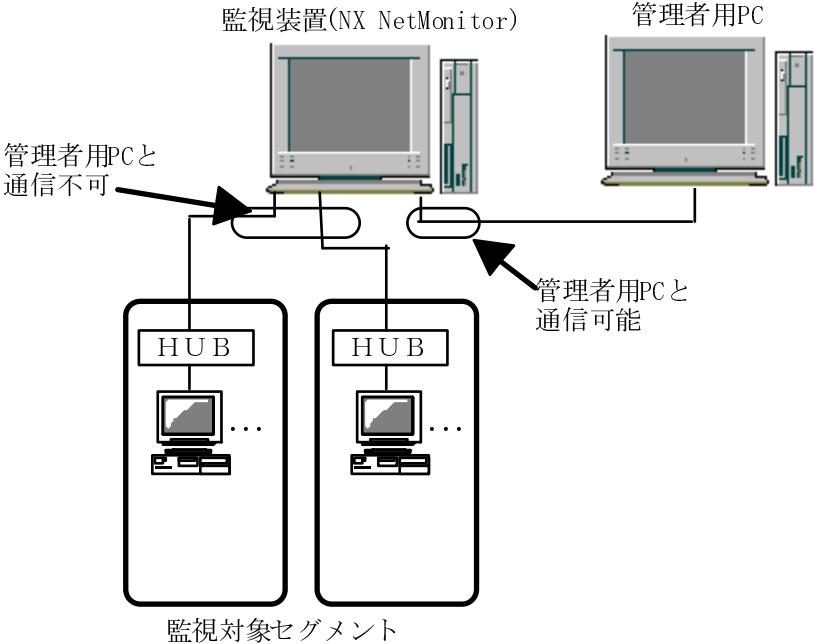 監視装置(NX NetMonitor)
管理者用PC
管理者用PCと
通信不可
管理者用PCと
通信可能
ＨＵＢ
ＨＵＢ
・・・
・・・
監視対象セグメント